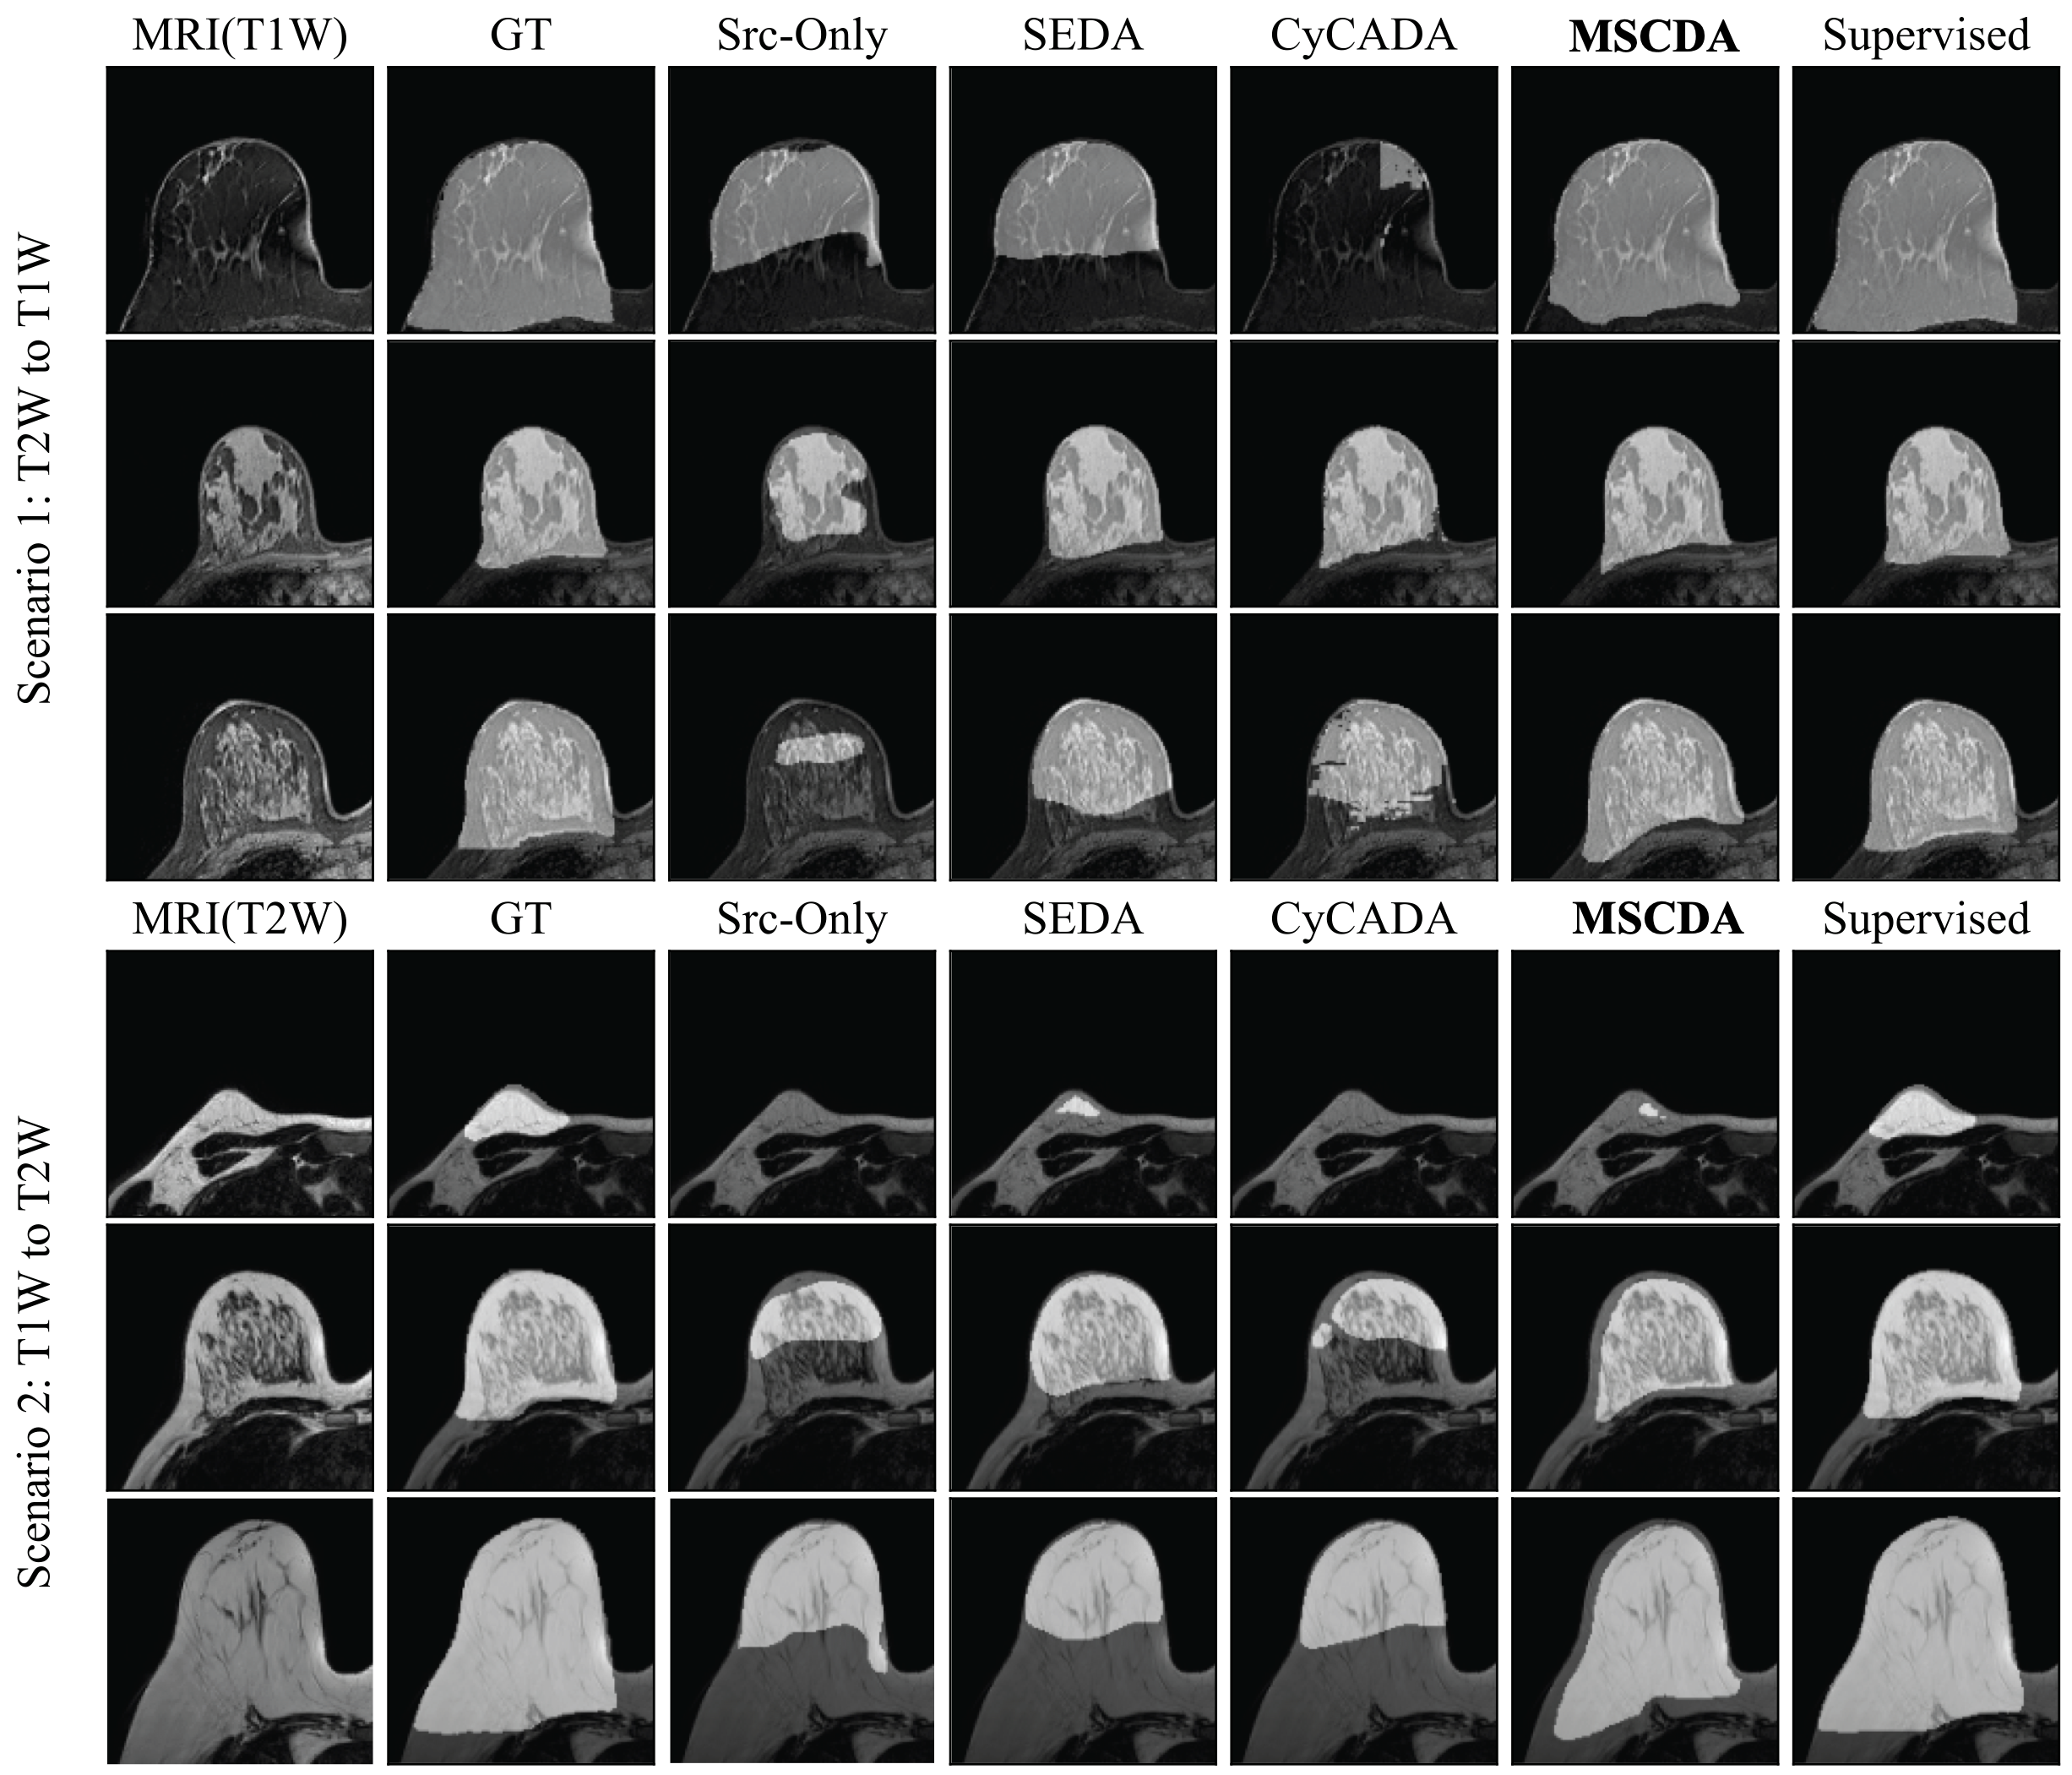 MRI(T1W) GT Src-Only SEDA CyCADA MSCDA Supervised
Scenario 1: T2W to T1W
MRI(T2W) GT Src-Only SEDA CyCADA MSCDA Supervised
Scenario 2: T1W to T2W